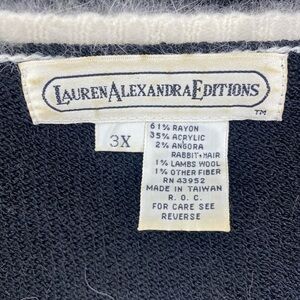 LAUREN ALEXANDRA EDITIONS
TM
3X
61% RAYON
35% ACRYLIC
2% ANGORA
RABBIT HAIR
1% LAMBS WOOL
1% OTHER FIBER
RN 43952
MADE IN TAIWAN
R. O. C.
FOR CARE SEE
REVERSE